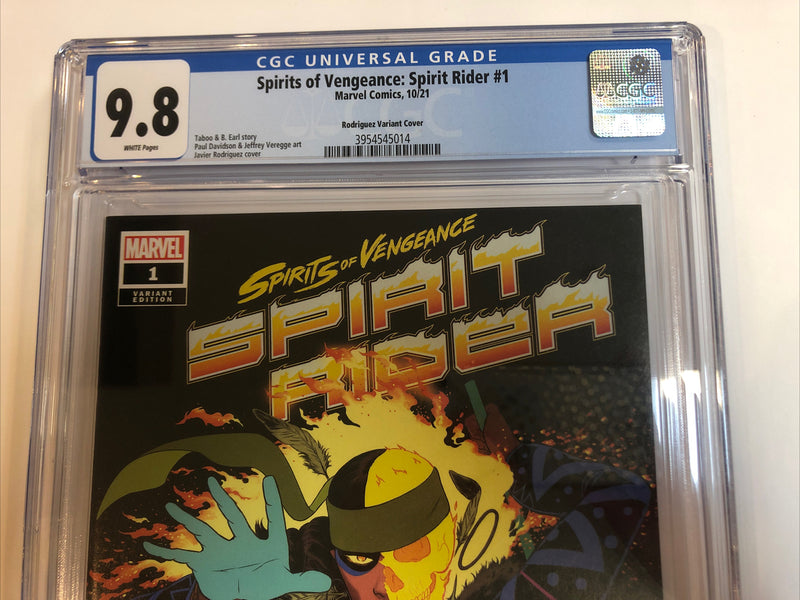 CGC UNIVERSAL GRADE
9.8
WHITE Pages
Spirits of Vengeance: Spirit Rider #1
Marvel Comics, 10/21
Rodriguez Variant Cover
3954545014
Taboo & B. Earl story
Paul Davidson & Jeffrey Veregge art
Javier Rodriguez cover
CGC
MARVEL
1
VARIANT
EDITION
SPIRITS OF VENGEANCE
SPIRIT
RIDER